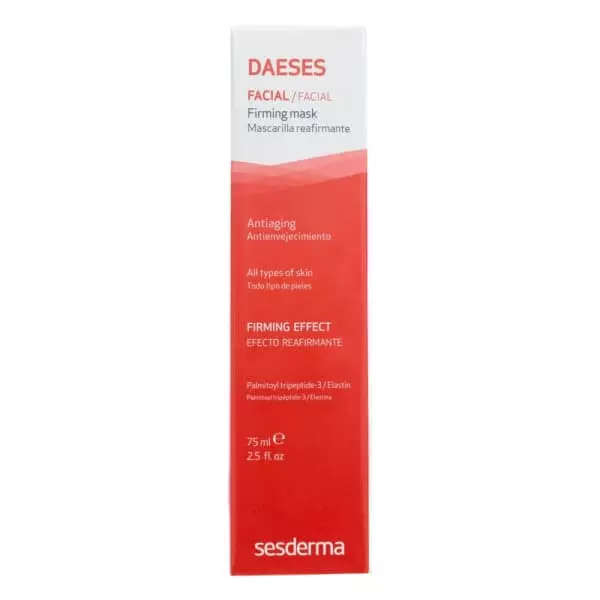 DAESES
FACIAL / FACIAL
Firming mask
Mascarilla reafirmante
Antiaging
Antienvejecimiento
All types of skin
Todo tipo de pieles
FIRMING EFFECT
EFECTO REAFIRMANTE
Palmitoyl tripeptide-3 / Elastin
Palmitoyl tripéptide-3 / Elastina
75 ml ℮
2.5 fl. oz
sesderma